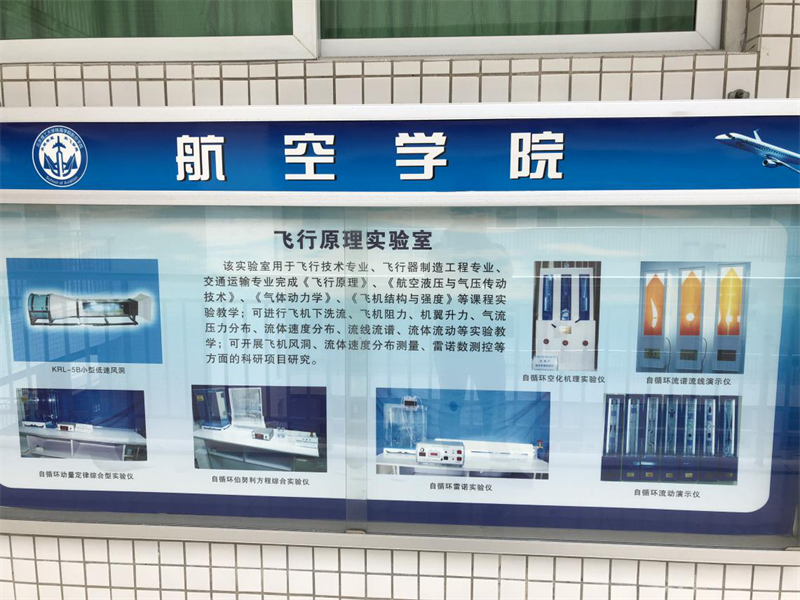 航空学院
飞行原理实验室
该实验室用于飞行技术专业、飞行器制造工程专业、
交通运输专业完成《飞行原理》、《航空液压与气压传动
技术》、《气体动力学》、《飞机结构与强度》等课程实
验教学；可进行飞机下洗流、飞机阻力、机翼升力、气流
压力分布、流体速度分布、流线流谱、流体流动等实验教
学；可开展飞机风洞、流体速度分布测量、雷诺数测控等
方面的科研项目研究。
KRL-5B小型低速风洞
自循环空化机理实验仪
自循环流谱流线演示仪
自循环动量定律综合型实验仪
自循环伯努利方程综合实验仪
自循环雷诺实验仪
自循环流动演示仪